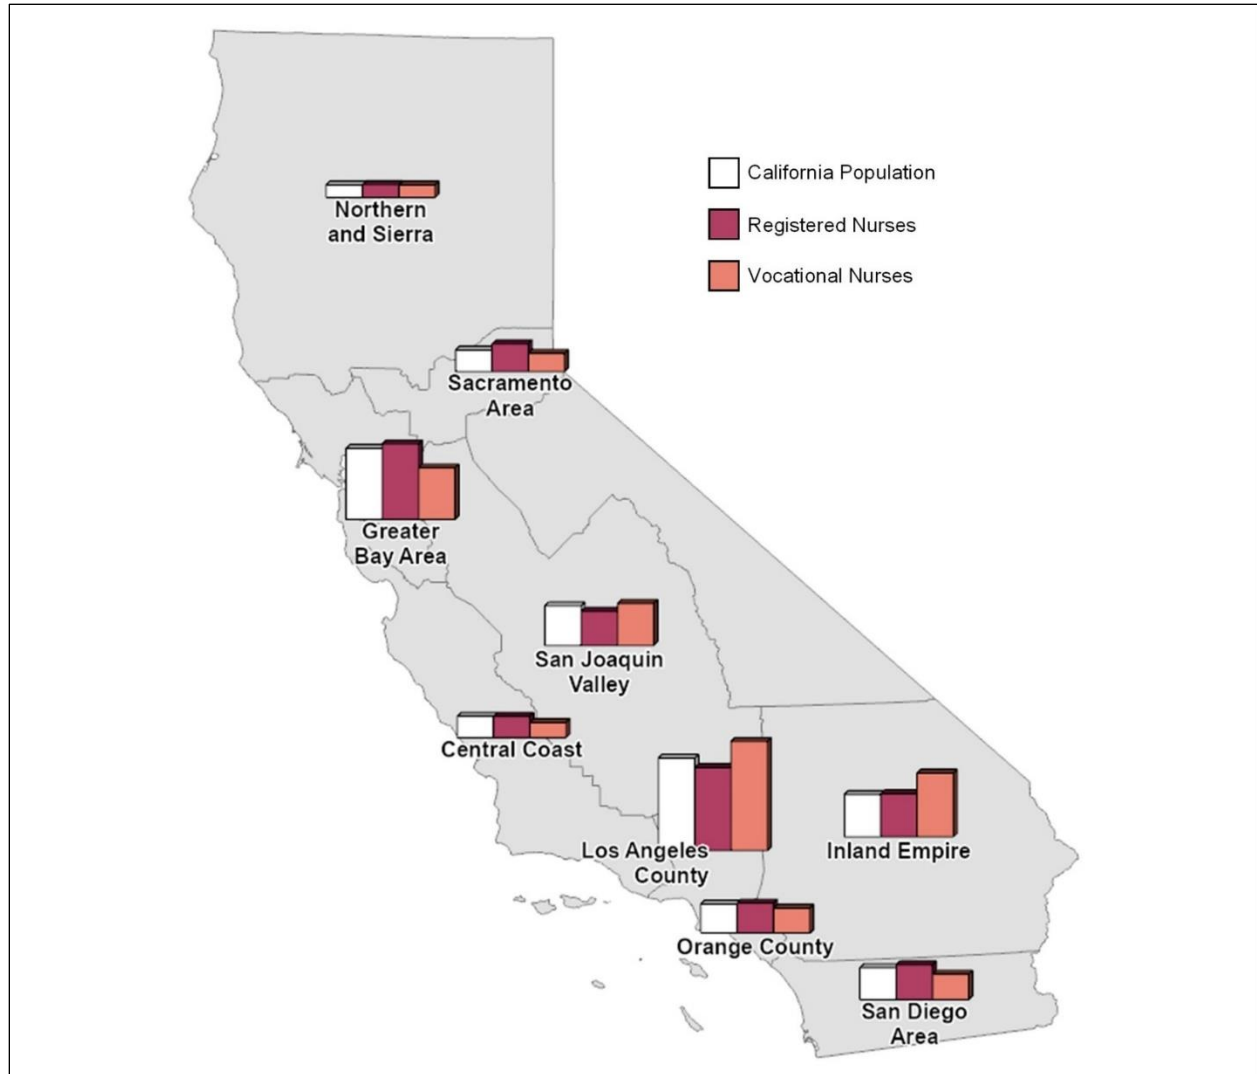 California Population
Registered Nurses
Vocational Nurses
Northern
and Sierra
Sacramento
Area
Greater
Bay Area
San Joaquin
Valley
Central Coast
Los Angeles
County
Inland Empire
Orange County
San Diego
Area